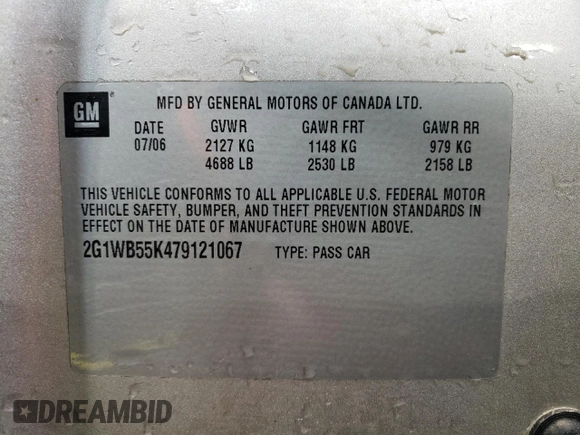 GM
MFD BY GENERAL MOTORS OF CANADA LTD.
DATE GVWR GAWR FRT GAWR RR
07/06 2127 KG 1148 KG 979 KG
4688 LB 2530 LB 2158 LB
THIS VEHICLE CONFORMS TO ALL APPLICABLE U.S. FEDERAL MOTOR
VEHICLE SAFETY, BUMPER, AND THEFT PREVENTION STANDARDS IN
EFFECT ON THE DATE OF MANUFACTURE SHOWN ABOVE.
2G1WB55K479121067 TYPE: PASS CAR
DREAMBID